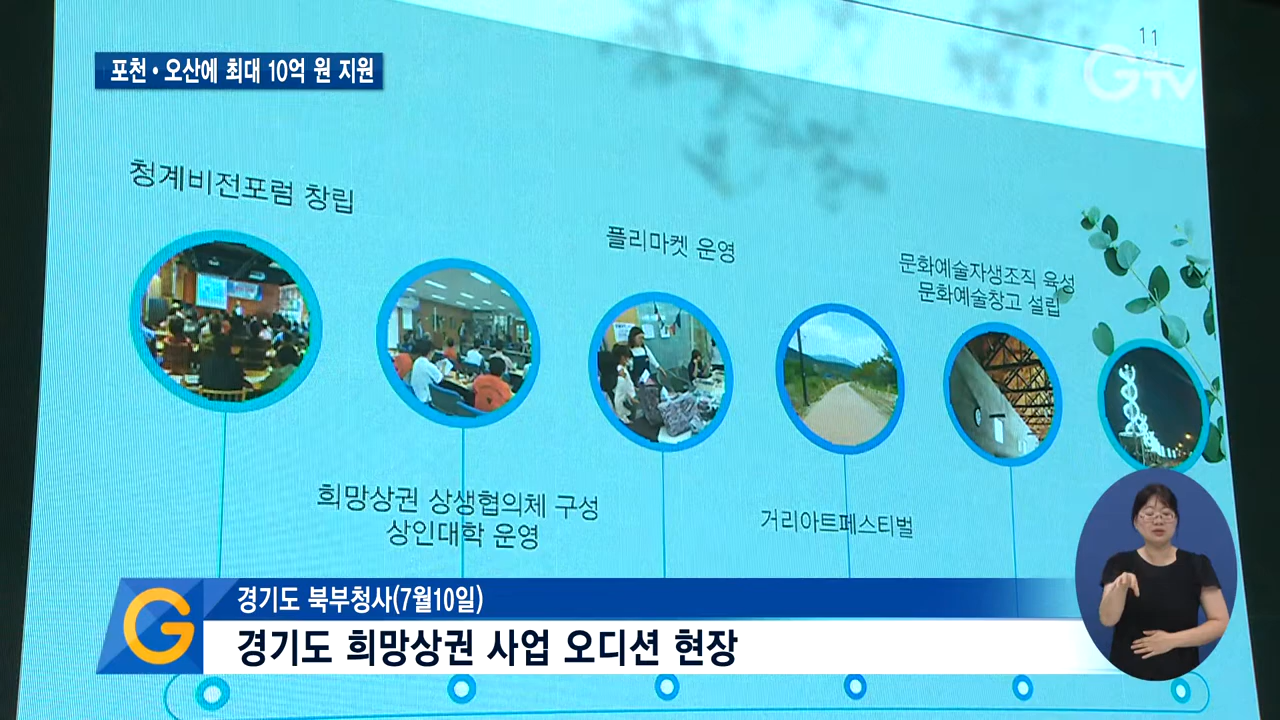 포천·오산에 최대 10억 원 지원
11
G TV
청계비전포럼 창립
플리마켓 운영
문화예술자생조직 육성
문화예술창고 설립
희망상권 상생협의체 구성
상인대학 운영
거리아트페스티벌
경기도 북부청사(7월10일)
G
경기도 희망상권 사업 오디션 현장